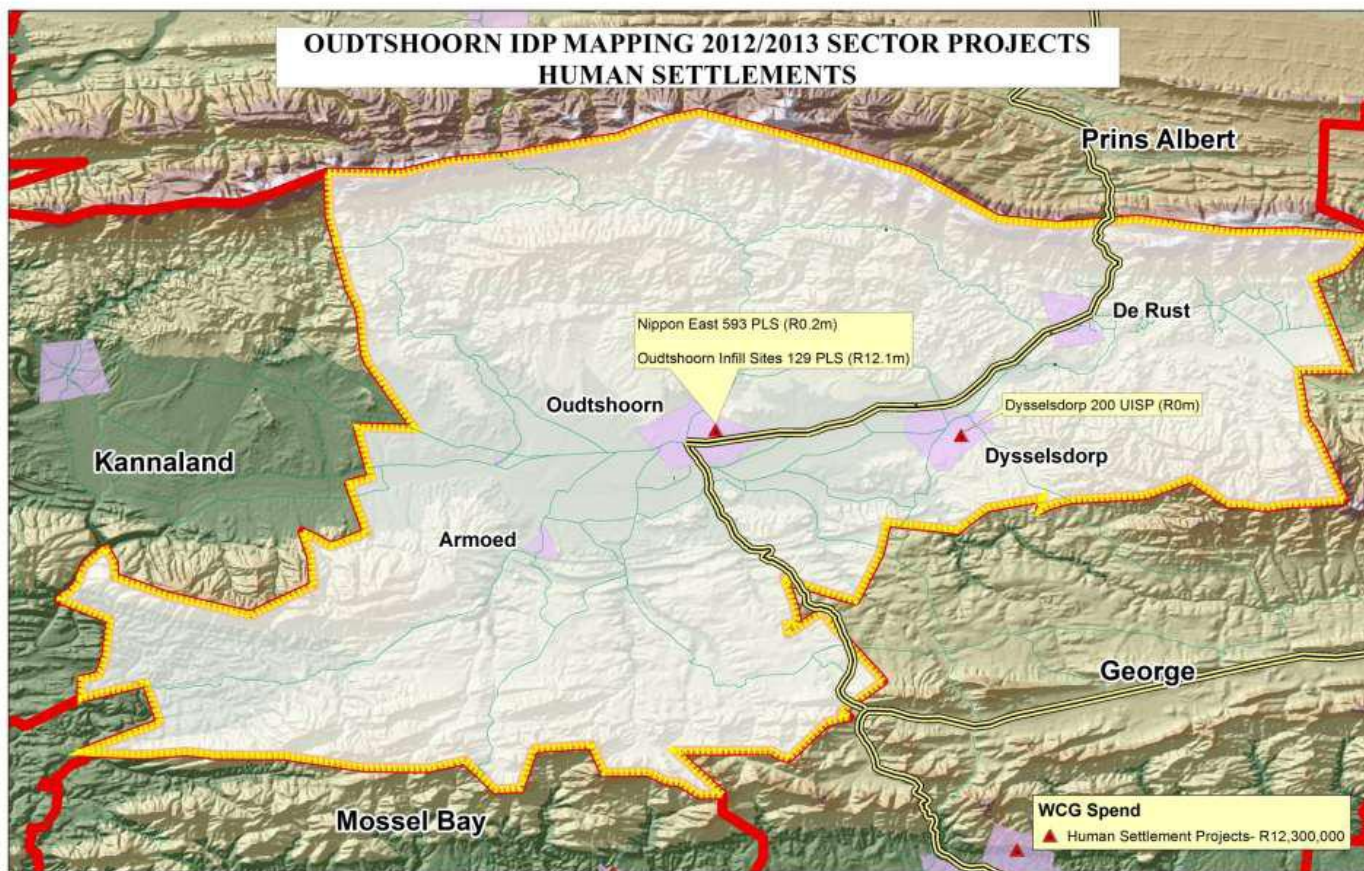 OUDTSHOORN IDP MAPPING 2012/2013 SECTOR PROJECTS
HUMAN SETTLEMENTS
Prins Albert
De Rust
Nippon East 593 PLS (R0.2m)
Oudtshoorn Infill Sites 129 PLS (R12.1m)
Oudtshoorn
Dysselsdorp 200 UISP (R0m)
Dysselsdorp
Kannaland
Armoed
George
Mossel Bay
WCG Spend
Human Settlement Projects- R12,300,000